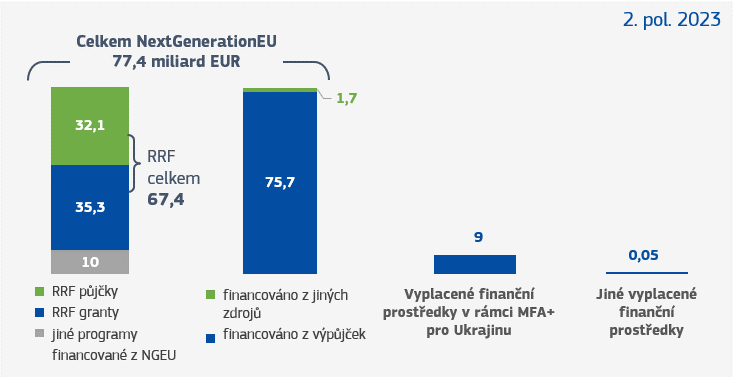 2. pol. 2023
Celkem NextGenerationEU
77,4 miliard EUR
32,1
35,3
10
RRF
celkem
67,4
1,7
75,7
9
0,05
RRF půjčky
RRF granty
jiné programy
financované z NGEU
financováno z jiných
zdrojů
financováno z výpůjček
Vyplacené finanční
prostředky v rámci MFA+
pro Ukrajinu
Jiné vyplacené
finanční
prostředky